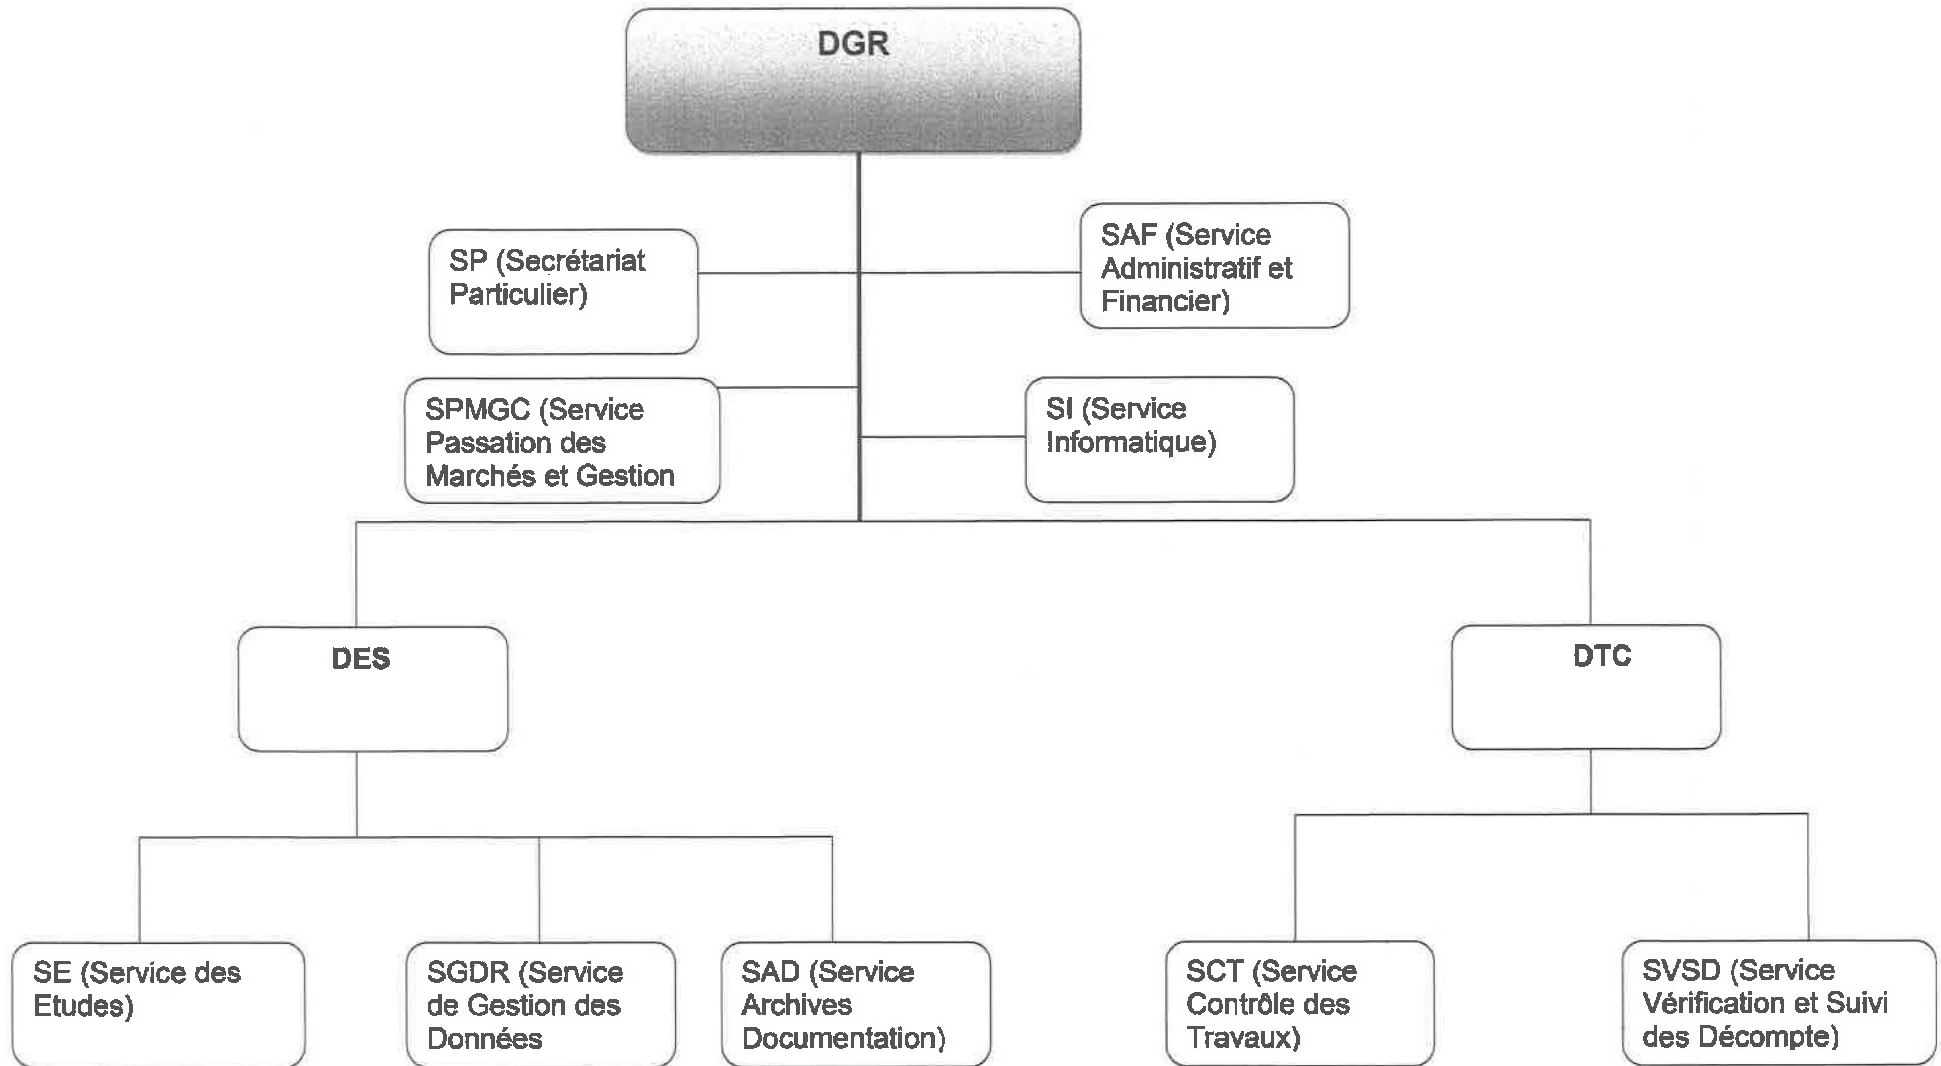 DGR
SP (Secrétariat
Particulier)
SAF (Service
Administratif et
Financier)
SPMGC (Service
Passation des
Marchés et Gestion
SI (Service
Informatique)
DES
DTC
SE (Service des
Etudes)
SGDR (Service
de Gestion des
Données
SAD (Service
Archives
Documentation)
SCT (Service
Contrôle des
Travaux)
SVSD (Service
Vérification et Suivi
des Décompte)